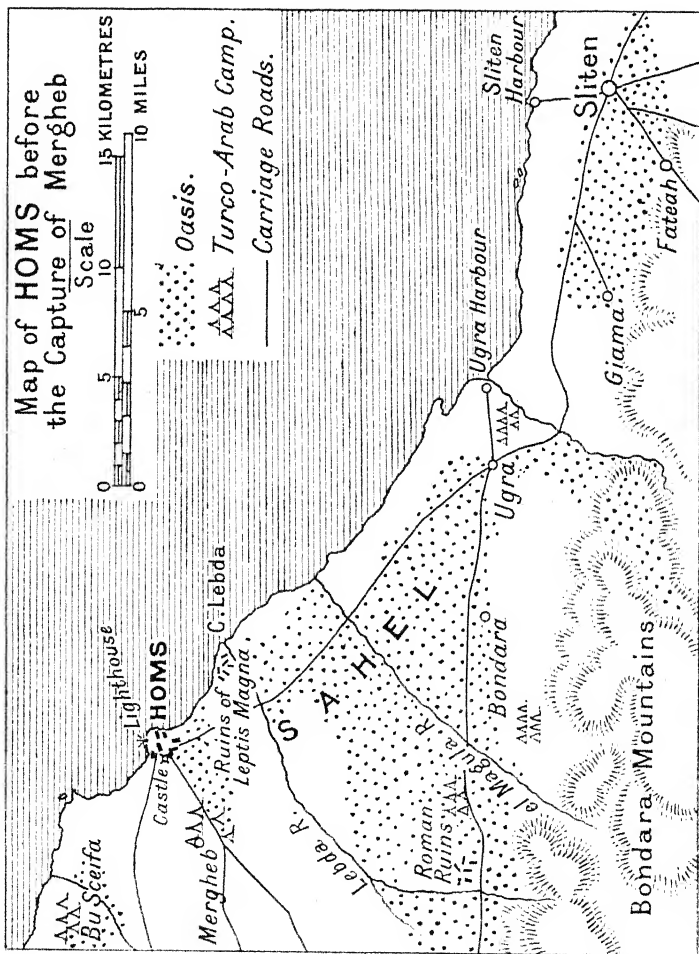 Map of HOMS before
the Capture of Mergheb
Scale
0 5 10 15 KILOMETRES
0 5 10 MILES
Oasis.
Turco-Arab Camp.
Carriage Roads.
Lighthouse
HOMS
Castle
Bu Sceifa
C. Lebda
Ruins of
Leptis Magna
Mergheb
Lebda R.
SAHEL
Roman
Ruins
el Magula R.
Bondara
Ugra
Ugra Harbour
Sliten
Harbour
Sliten
Giama
Fateah
Bondara Mountains